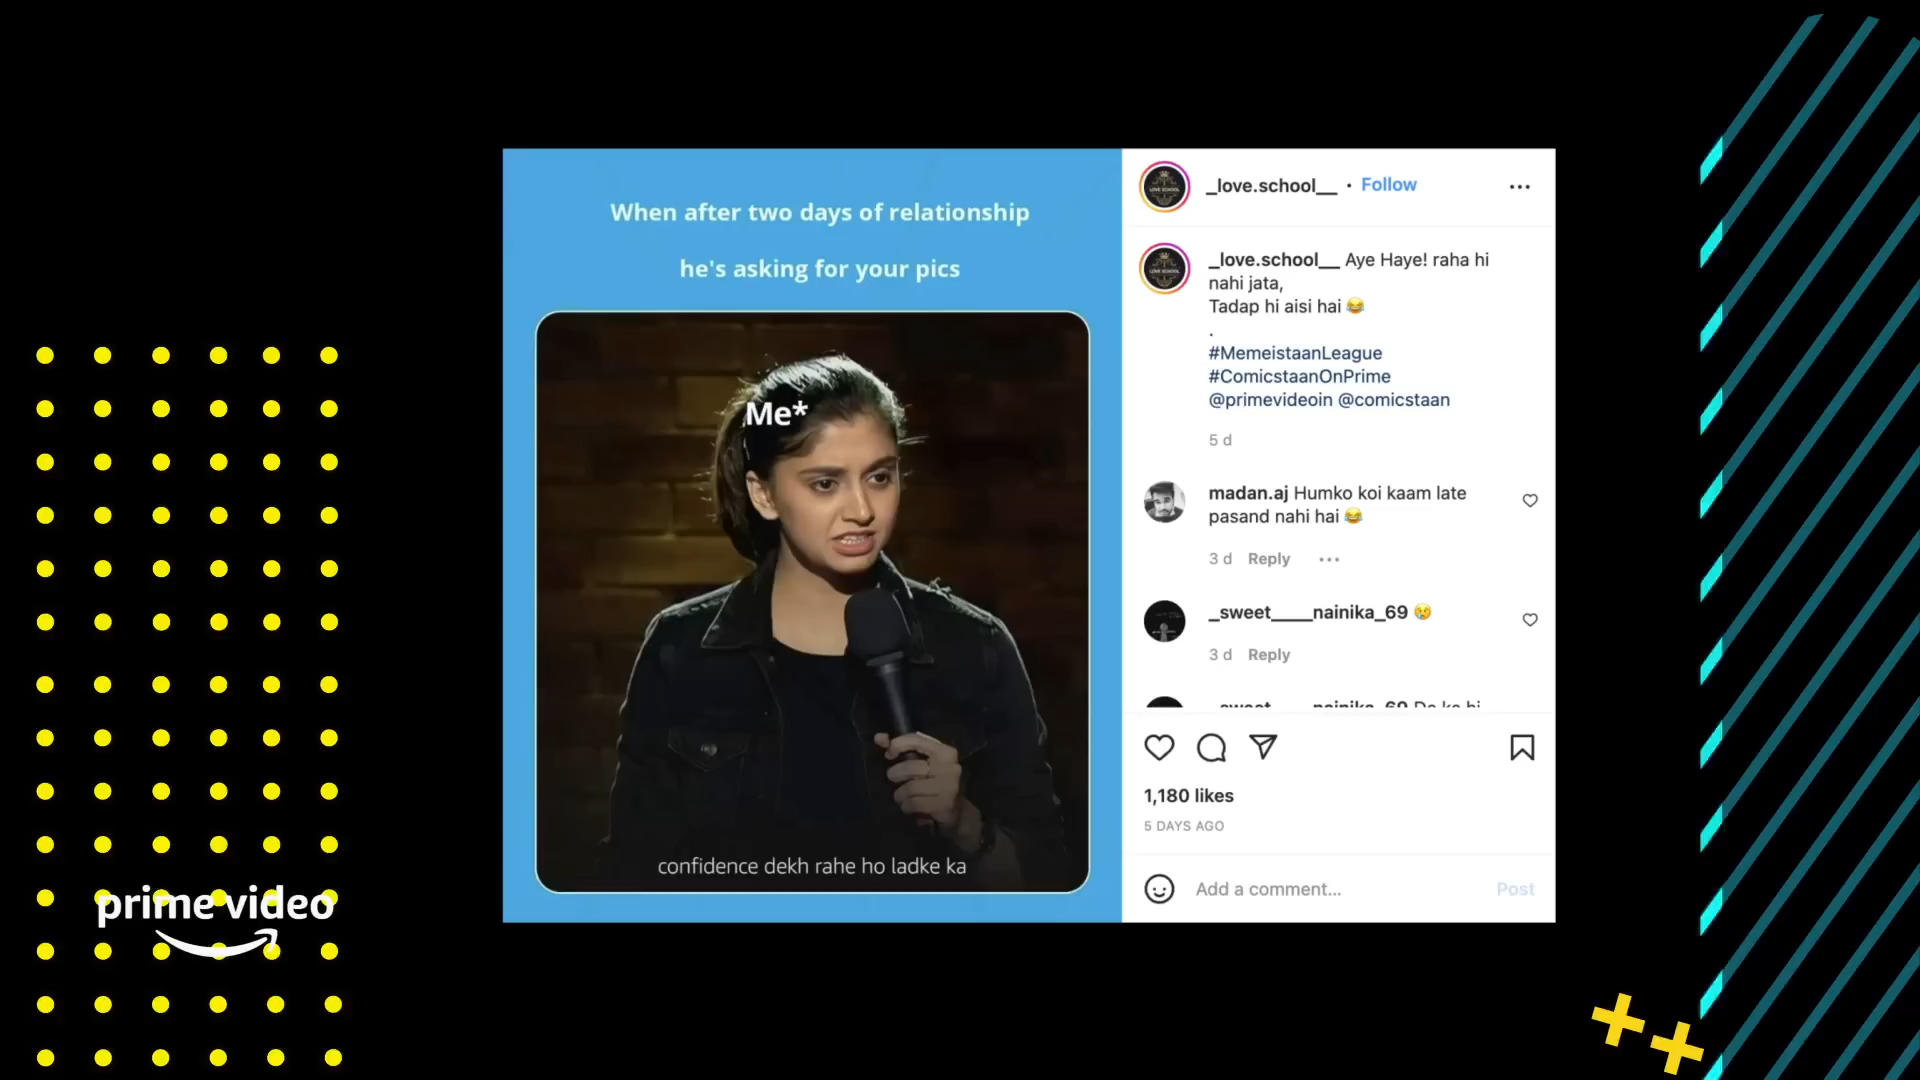 When after two days of relationship
he's asking for your pics
Me*
confidence dekh rahe ho ladke ka
_love.school__ • Follow
_love.school__ Aye Haye! raha hi
nahi jata,
Tadap hi aisi hai 😂
.
#MemeistaanLeague
#ComicstaanOnPrime
@primevideoin @comicstaan
5 d
madan.aj Humko koi kaam late
pasand nahi hai 😂
3 d Reply
_sweet____nainika_69 😢
3 d Reply
_sweet____nainika_69
1,180 likes
5 DAYS AGO
Add a comment...
Post
prime video